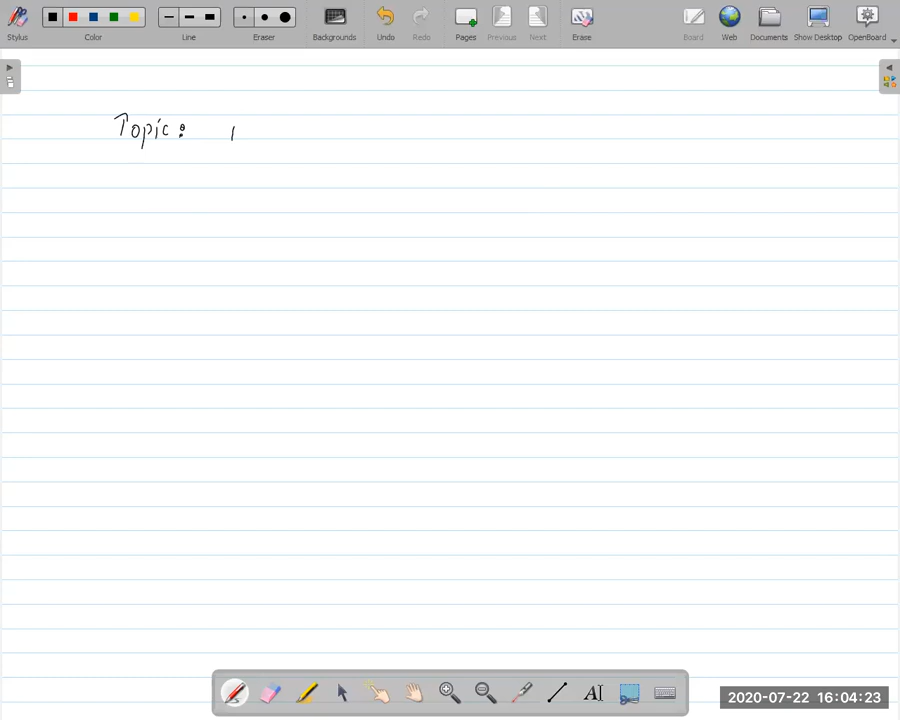 Stylus Color Line Eraser Backgrounds Undo Redo Pages Previous Next Erase Board Web Documents Show Desktop OpenBoard
Topic:
2020-07-22 16:04:23